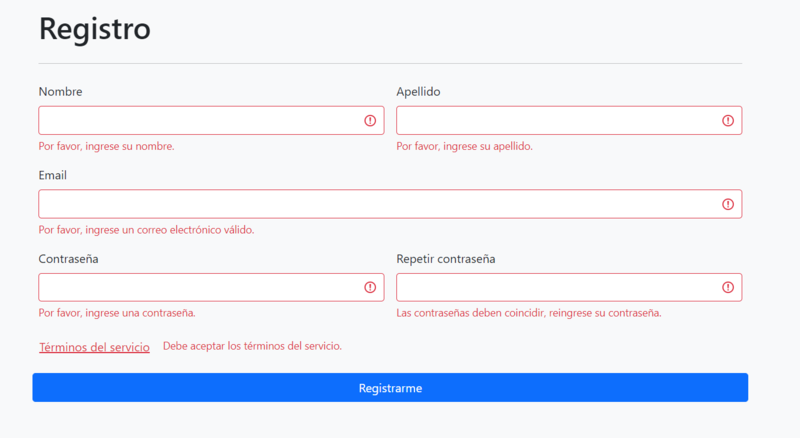 Registro
Nombre
Apellido
Por favor, ingrese su nombre.
Por favor, ingrese su apellido.
Email
Por favor, ingrese un correo electrónico válido.
Contraseña
Repetir contraseña
Por favor, ingrese una contraseña.
Las contraseñas deben coincidir, reingrese su contraseña.
Términos del servicio
Debe aceptar los términos del servicio.
Registrarme